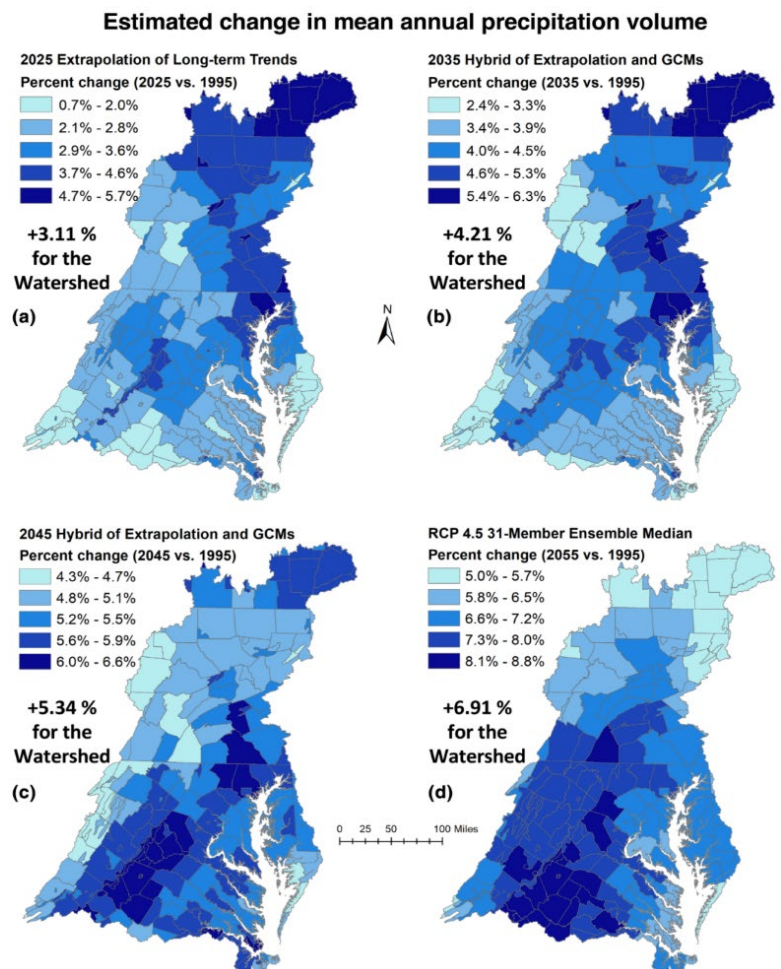 Estimated change in mean annual precipitation volume
2025 Extrapolation of Long-term Trends
Percent change (2025 vs. 1995)
0.7% - 2.0%
2.1% - 2.8%
2.9% - 3.6%
3.7% - 4.6%
4.7% - 5.7%
+3.11 %
for the
Watershed
(a)
2035 Hybrid of Extrapolation and GCMs
Percent change (2035 vs. 1995)
2.4% - 3.3%
3.4% - 3.9%
4.0% - 4.5%
4.6% - 5.3%
5.4% - 6.3%
+4.21 %
for the
Watershed
(b)
N
2045 Hybrid of Extrapolation and GCMs
Percent change (2045 vs. 1995)
4.3% - 4.7%
4.8% - 5.1%
5.2% - 5.5%
5.6% - 5.9%
6.0% - 6.6%
+5.34 %
for the
Watershed
(c)
0 25 50 100 Miles
RCP 4.5 31-Member Ensemble Median
Percent change (2055 vs. 1995)
5.0% - 5.7%
5.8% - 6.5%
6.6% - 7.2%
7.3% - 8.0%
8.1% - 8.8%
+6.91 %
for the
Watershed
(d)